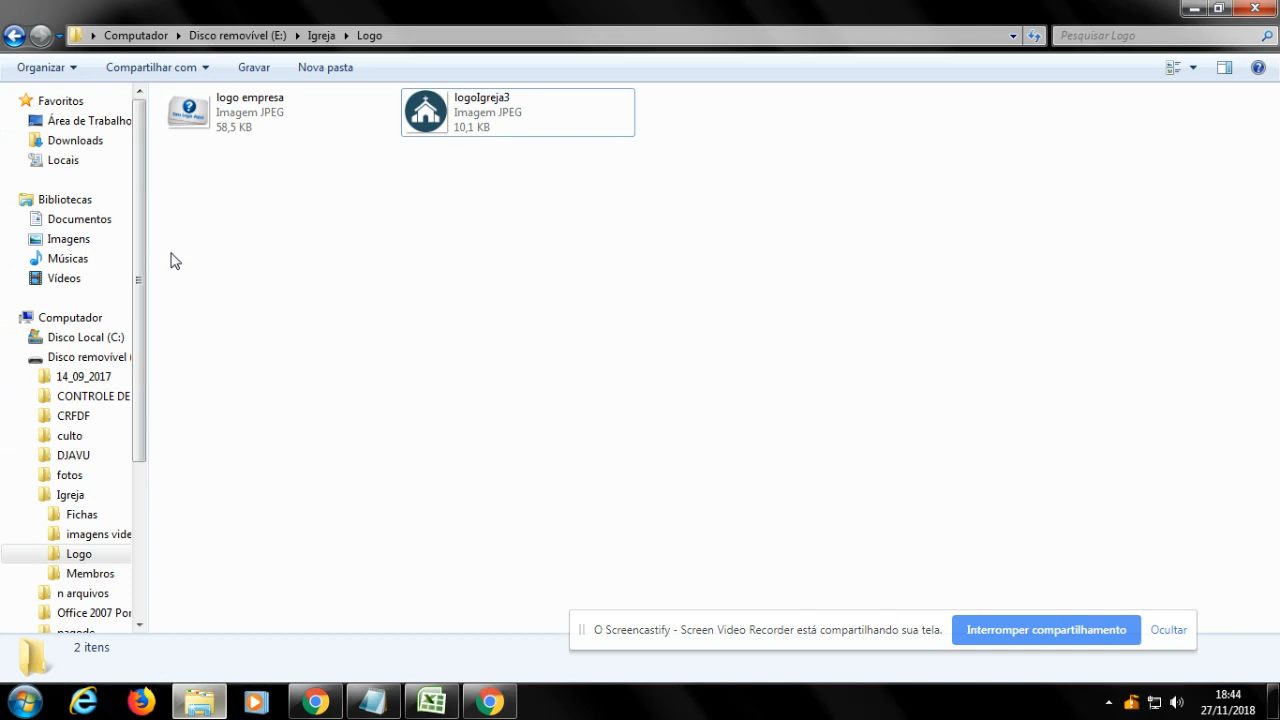 Computador
Disco removível (E:)
Igreja
Logo
Pesquisar Logo
Organizar
Compartilhar com
Gravar
Nova pasta
Favoritos
Área de Trabalho
Downloads
Locais
Bibliotecas
Documentos
Imagens
Músicas
Vídeos
Computador
Disco Local (C:)
Disco removível (
14_09_2017
CONTROLE DE
CRFDF
culto
DJAVU
fotos
Igreja
Fichas
imagens vide
Logo
Membros
n arquivos
Office 2007 Por
logo empresa
Imagem JPEG
58,5 KB
logoIgreja3
Imagem JPEG
10,1 KB
O Screencastify - Screen Video Recorder está compartilhando sua tela.
Interromper compartilhamento
Ocultar
2 itens
18:44
27/11/2018